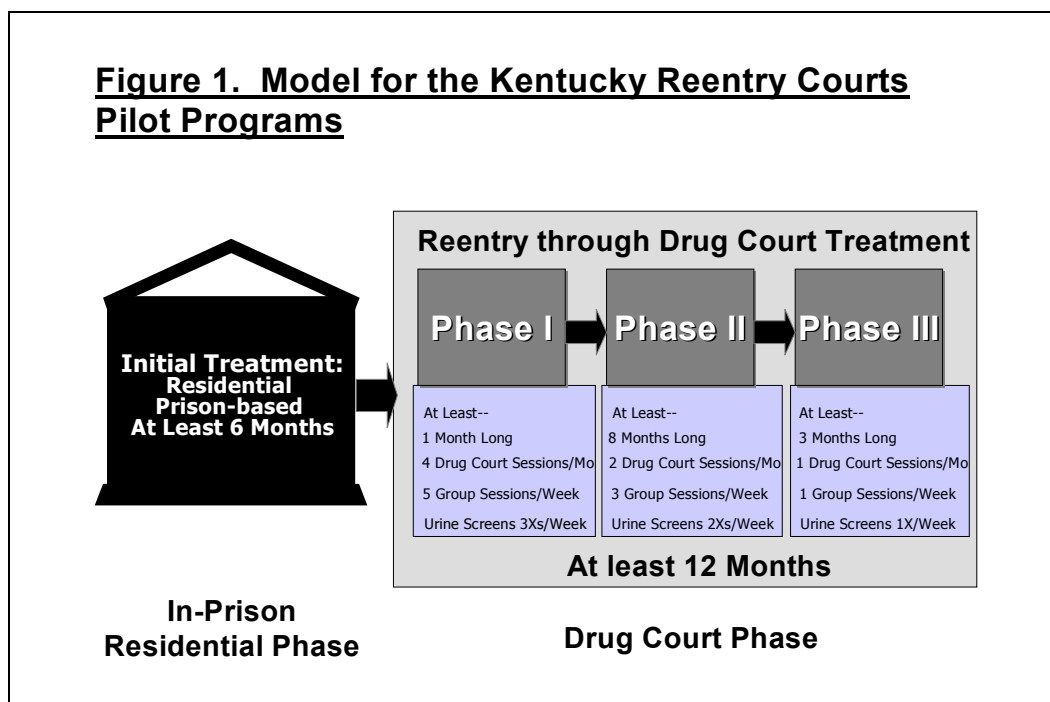 Figure 1. Model for the Kentucky Reentry Courts
Pilot Programs
Initial Treatment:
Residential
Prison-based
At Least 6 Months
Reentry through Drug Court Treatment
Phase I
Phase II
Phase III
At Least--
1 Month Long
4 Drug Court Sessions/Mo
5 Group Sessions/Week
Urine Screens 3Xs/Week
At Least--
8 Months Long
2 Drug Court Sessions/Mo
3 Group Sessions/Week
Urine Screens 2Xs/Week
At Least--
3 Months Long
1 Drug Court Sessions/Mo
1 Group Sessions/Week
Urine Screens 1X/Week
At least 12 Months
In-Prison
Residential Phase
Drug Court Phase